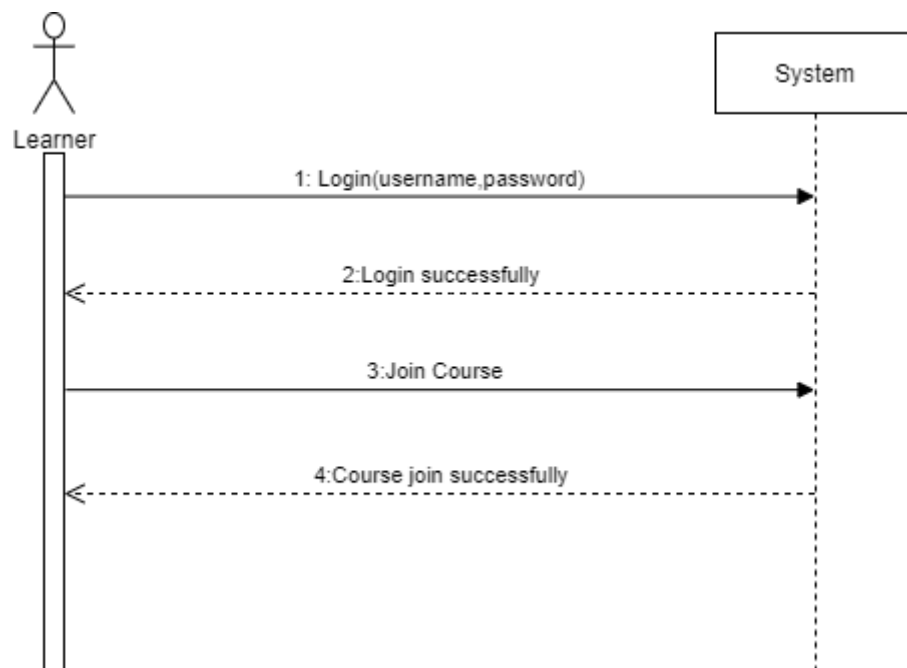 System
Learner
1: Login(username,password)
2:Login successfully
3:Join Course
4:Course join successfully